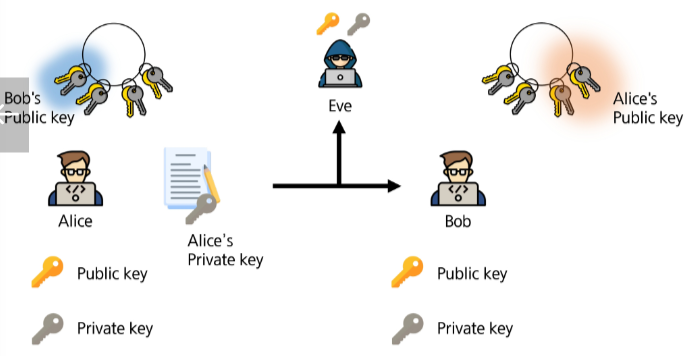 Eve
Bob's
Public key
Alice's
Public key
Alice
Alice's
Private key
Bob
Public key
Public key
Private key
Private key